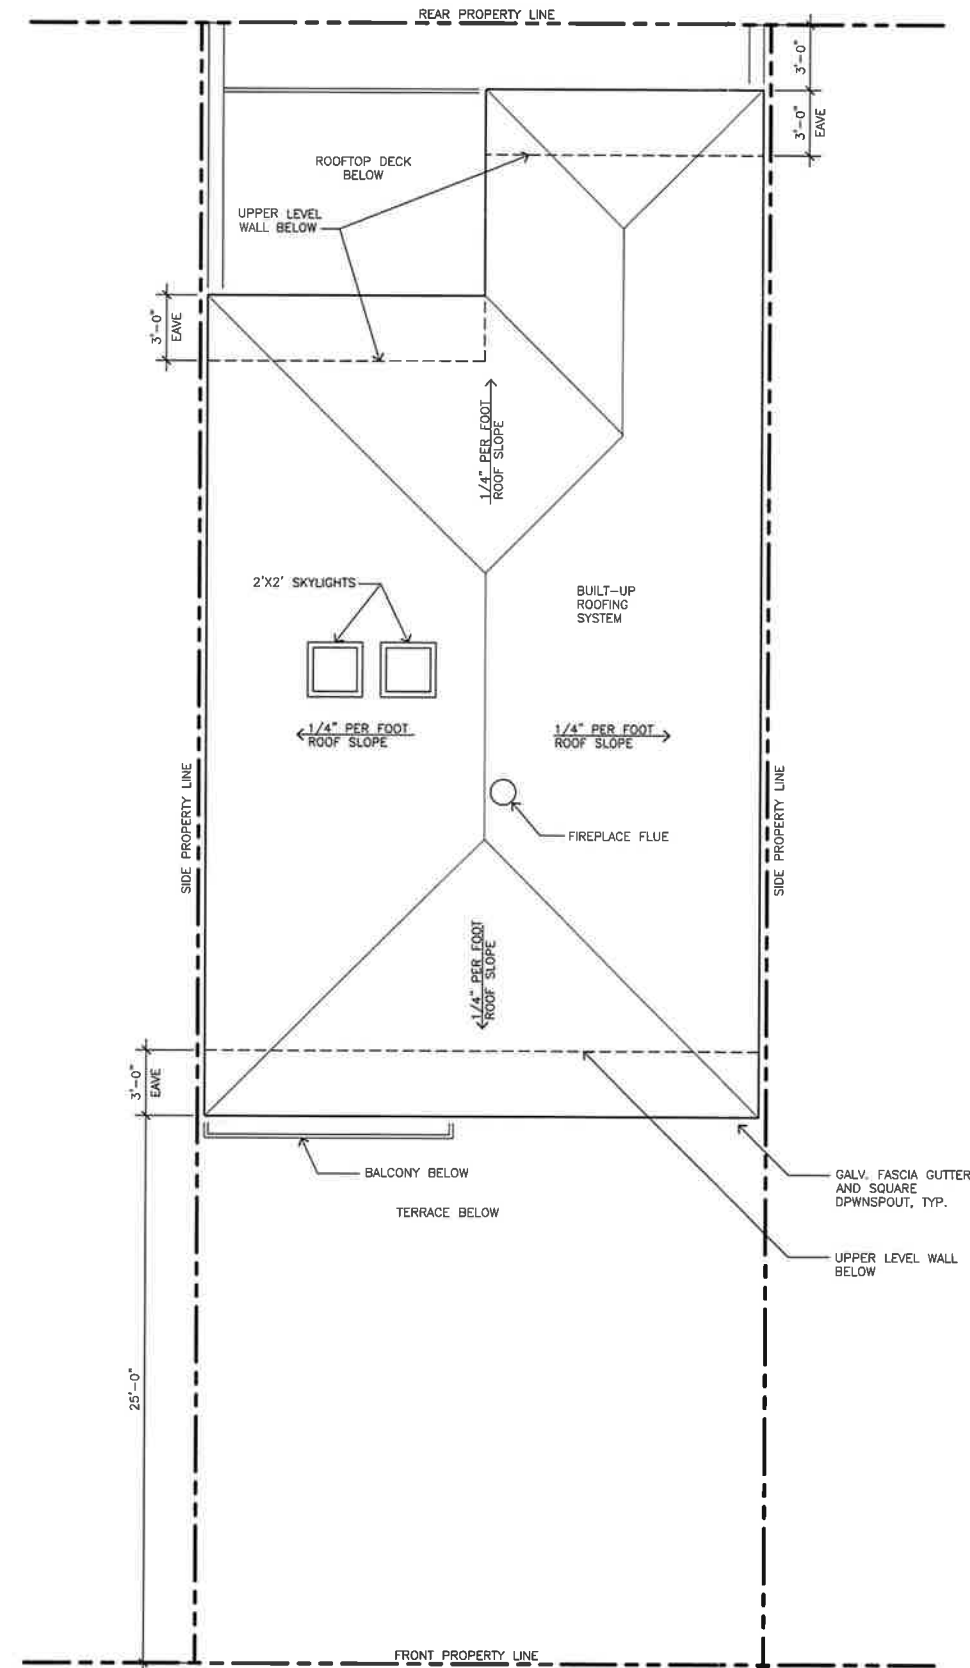 REAR PROPERTY LINE
3'-0"
3'-0"
EAVE
ROOFTOP DECK
BELOW
UPPER LEVEL
WALL BELOW
3'-0"
EAVE
1/4" PER FOOT
ROOF SLOPE
2'X2' SKYLIGHTS
BUILT-UP
ROOFING
SYSTEM
1/4" PER FOOT
ROOF SLOPE
1/4" PER FOOT
ROOF SLOPE
SIDE PROPERTY LINE
SIDE PROPERTY LINE
FIREPLACE FLUE
1/4" PER FOOT
ROOF SLOPE
3'-0"
EAVE
BALCONY BELOW
GALV. FASCIA GUTTER
AND SQUARE
DPWNSPOUT, TYP.
TERRACE BELOW
UPPER LEVEL WALL
BELOW
25'-0"
FRONT PROPERTY LINE